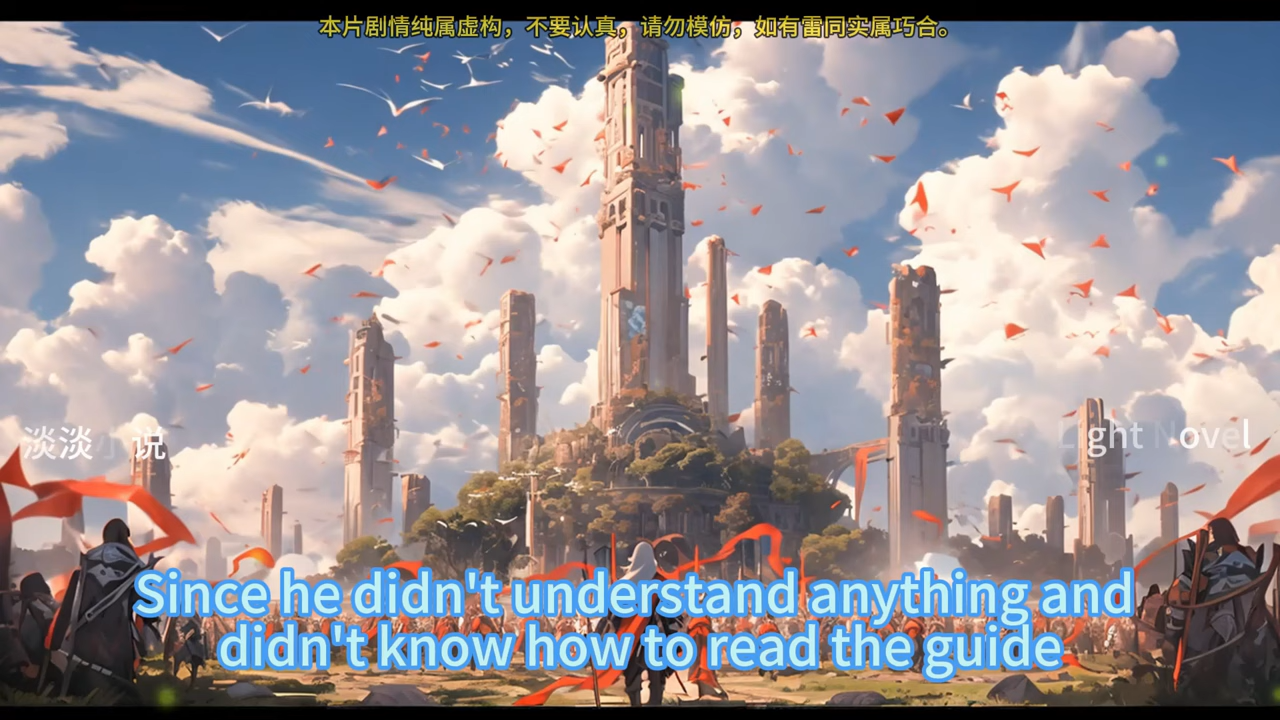 本片剧情纯属虚构，不要认真，请勿模仿，如有雷同实属巧合。
淡淡小说
Light Novel
Since he didn't understand anything and
didn't know how to read the guide